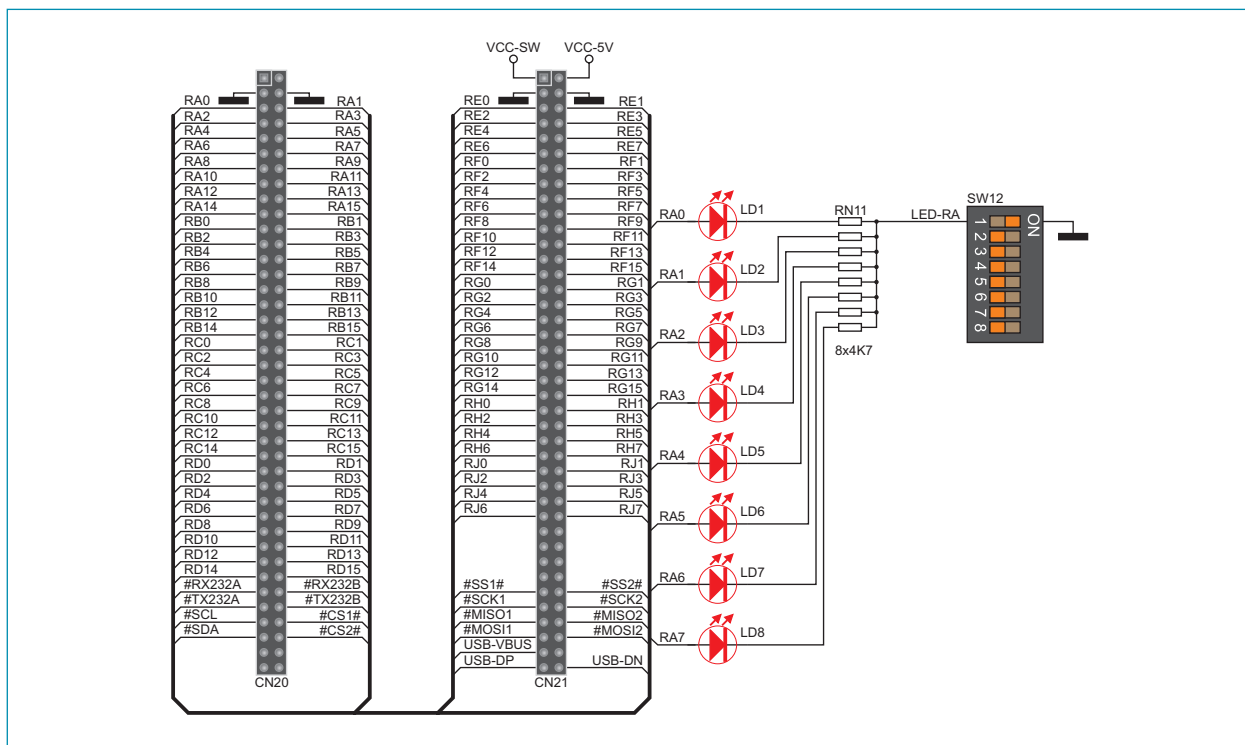 VCC-SW VCC-5V
RA0 RA1 RE0 RE1
RA2 RA3 RE2 RE3
RA4 RA5 RE4 RE5
RA6 RA7 RE6 RE7
RA8 RA9 RF0 RF1
RA10 RA11 RF2 RF3
RA12 RA13 RF4 RF5
RA14 RA15 RF6 RF7
RB0 RB1 RF8 RF9
RB2 RB3 RF10 RF11
RB4 RB5 RF12 RF13
RB6 RB7 RF14 RF15
RB8 RB9 RG0 RG1
RB10 RB11 RG2 RG3
RB12 RB13 RG4 RG5
RB14 RB15 RG6 RG7
RC0 RC1 RG8 RG9
RC2 RC3 RG10 RG11
RC4 RC5 RG12 RG13
RC6 RC7 RG14 RG15
RC8 RC9 RH0 RH1
RC10 RC11 RH2 RH3
RC12 RC13 RH4 RH5
RC14 RC15 RH6 RH7
RD0 RD1 RJ0 RJ1
RD2 RD3 RJ2 RJ3
RD4 RD5 RJ4 RJ5
RD6 RD7 RJ6 RJ7
RD8 RD9
RD10 RD11
RD12 RD13
RD14 RD15
#RX232A #RX232B #SS1# #SS2#
#TX232A #TX232B #SCK1 #SCK2
#SCL #CS1# #MISO1 #MISO2
#SDA #CS2# #MOSI1 #MOSI2
USB-VBUS
USB-DP USB-DN
CN20 CN21
RA0 LD1
RA1 LD2
RA2 LD3
RA3 LD4
RA4 LD5
RA5 LD6
RA6 LD7
RA7 LD8
RN11
8x4K7
LED-RA
SW12
ON
1
2
3
4
5
6
7
8